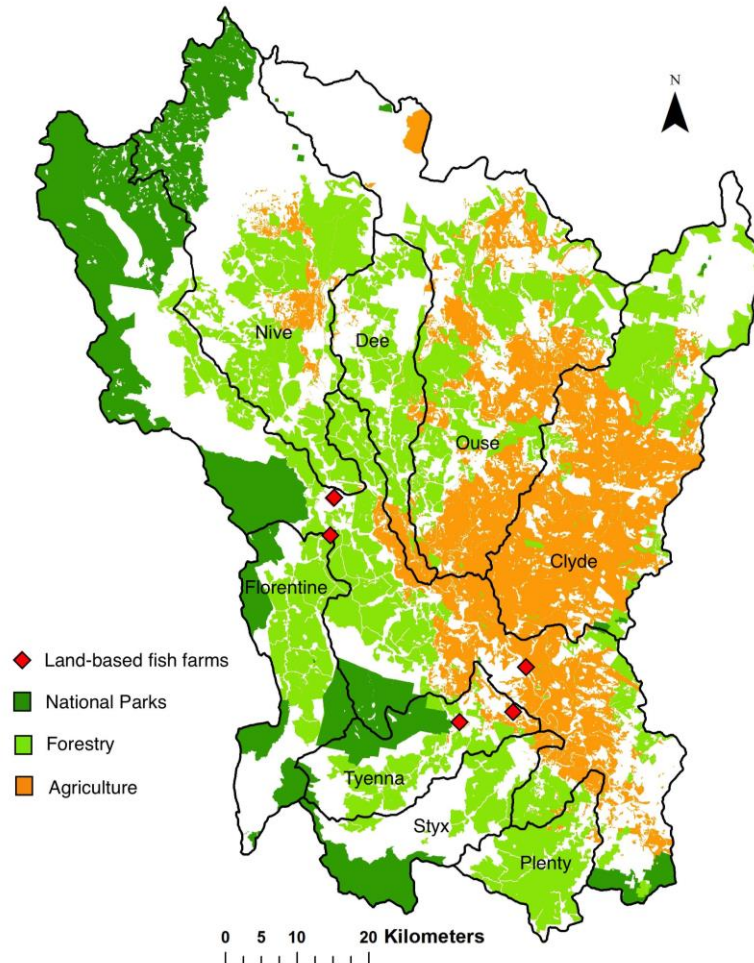 N
Nive
Dee
Ouse
Clyde
Florentine
Land-based fish farms
National Parks
Forestry
Agriculture
Tyenna
Styx
Plenty
0 5 10 20 Kilometers